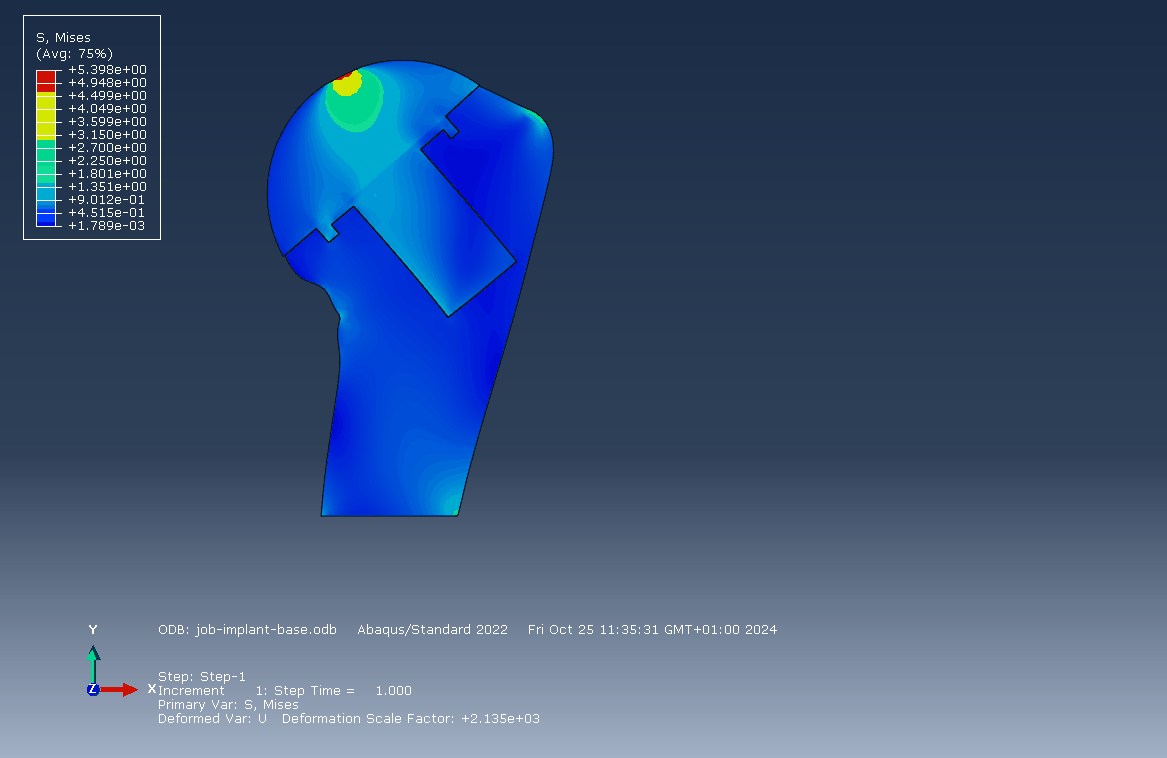 S, Mises
(Avg: 75%)
+5.398e+00
+4.948e+00
+4.499e+00
+4.049e+00
+3.599e+00
+3.150e+00
+2.700e+00
+2.250e+00
+1.801e+00
+1.351e+00
+9.012e-01
+4.515e-01
+1.789e-03
Y
ODB: job-implant-base.odb Abaqus/Standard 2022 Fri Oct 25 11:35:31 GMT+01:00 2024
Step: Step-1
Z X Increment 1: Step Time = 1.000
Primary Var: S, Mises
Deformed Var: U Deformation Scale Factor: +2.135e+03